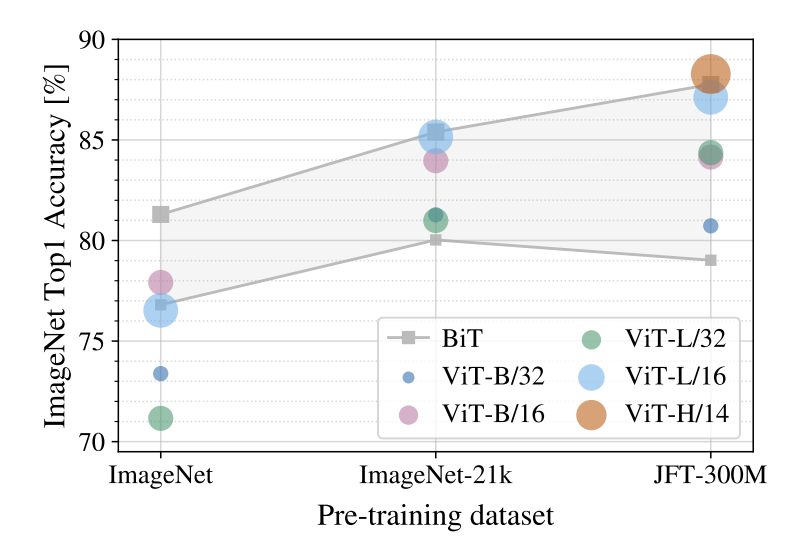 90
85
80
75
70
ImageNet Top1 Accuracy [%]
BiT
ViT-B/32
ViT-B/16
ViT-L/32
ViT-L/16
ViT-H/14
ImageNet
ImageNet-21k
JFT-300M
Pre-training dataset